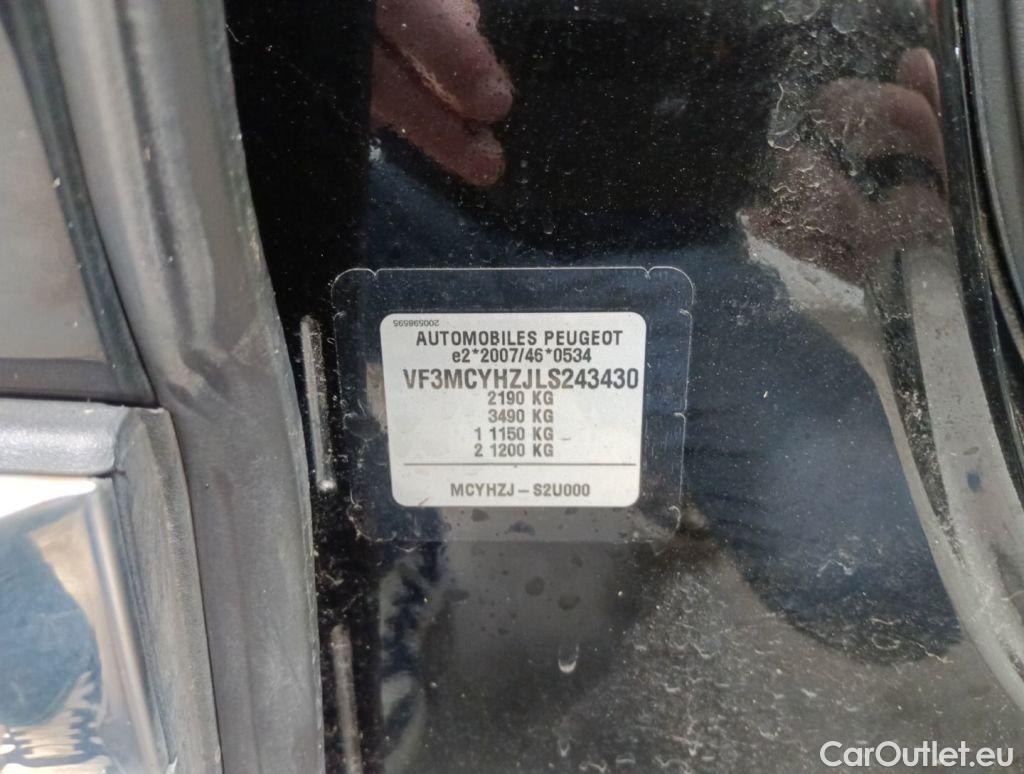 200598595
AUTOMOBILES PEUGEOT
e2*2007/46*0534
VF3MCYHZJLS243430
2190 KG
3490 KG
1 1150 KG
2 1200 KG
MCYHZJ – S2U000
CarOutlet.eu